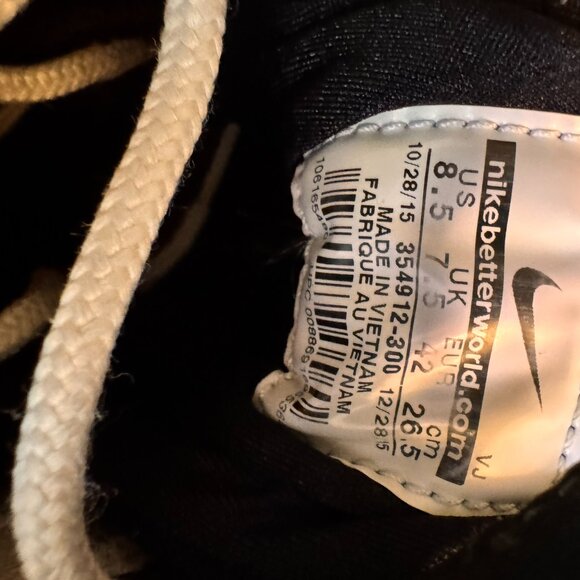 nikebetterworld.com VJ
US UK EUR cm
8.5 7.5 42 26.5
10/28/15 354912-300 12/28/15
MADE IN VIETNAM
FABRIQUE AU VIETNAM